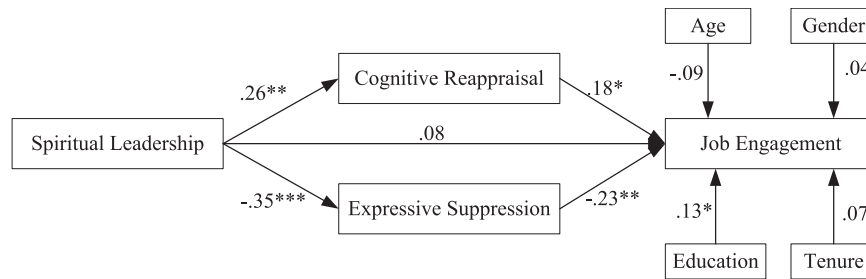 Age
Gender
-.09
.04
Cognitive Reappraisal
.26**
.18*
Spiritual Leadership
.08
Job Engagement
-.35***
Expressive Suppression
-.23**
.13*
.07
Education
Tenure